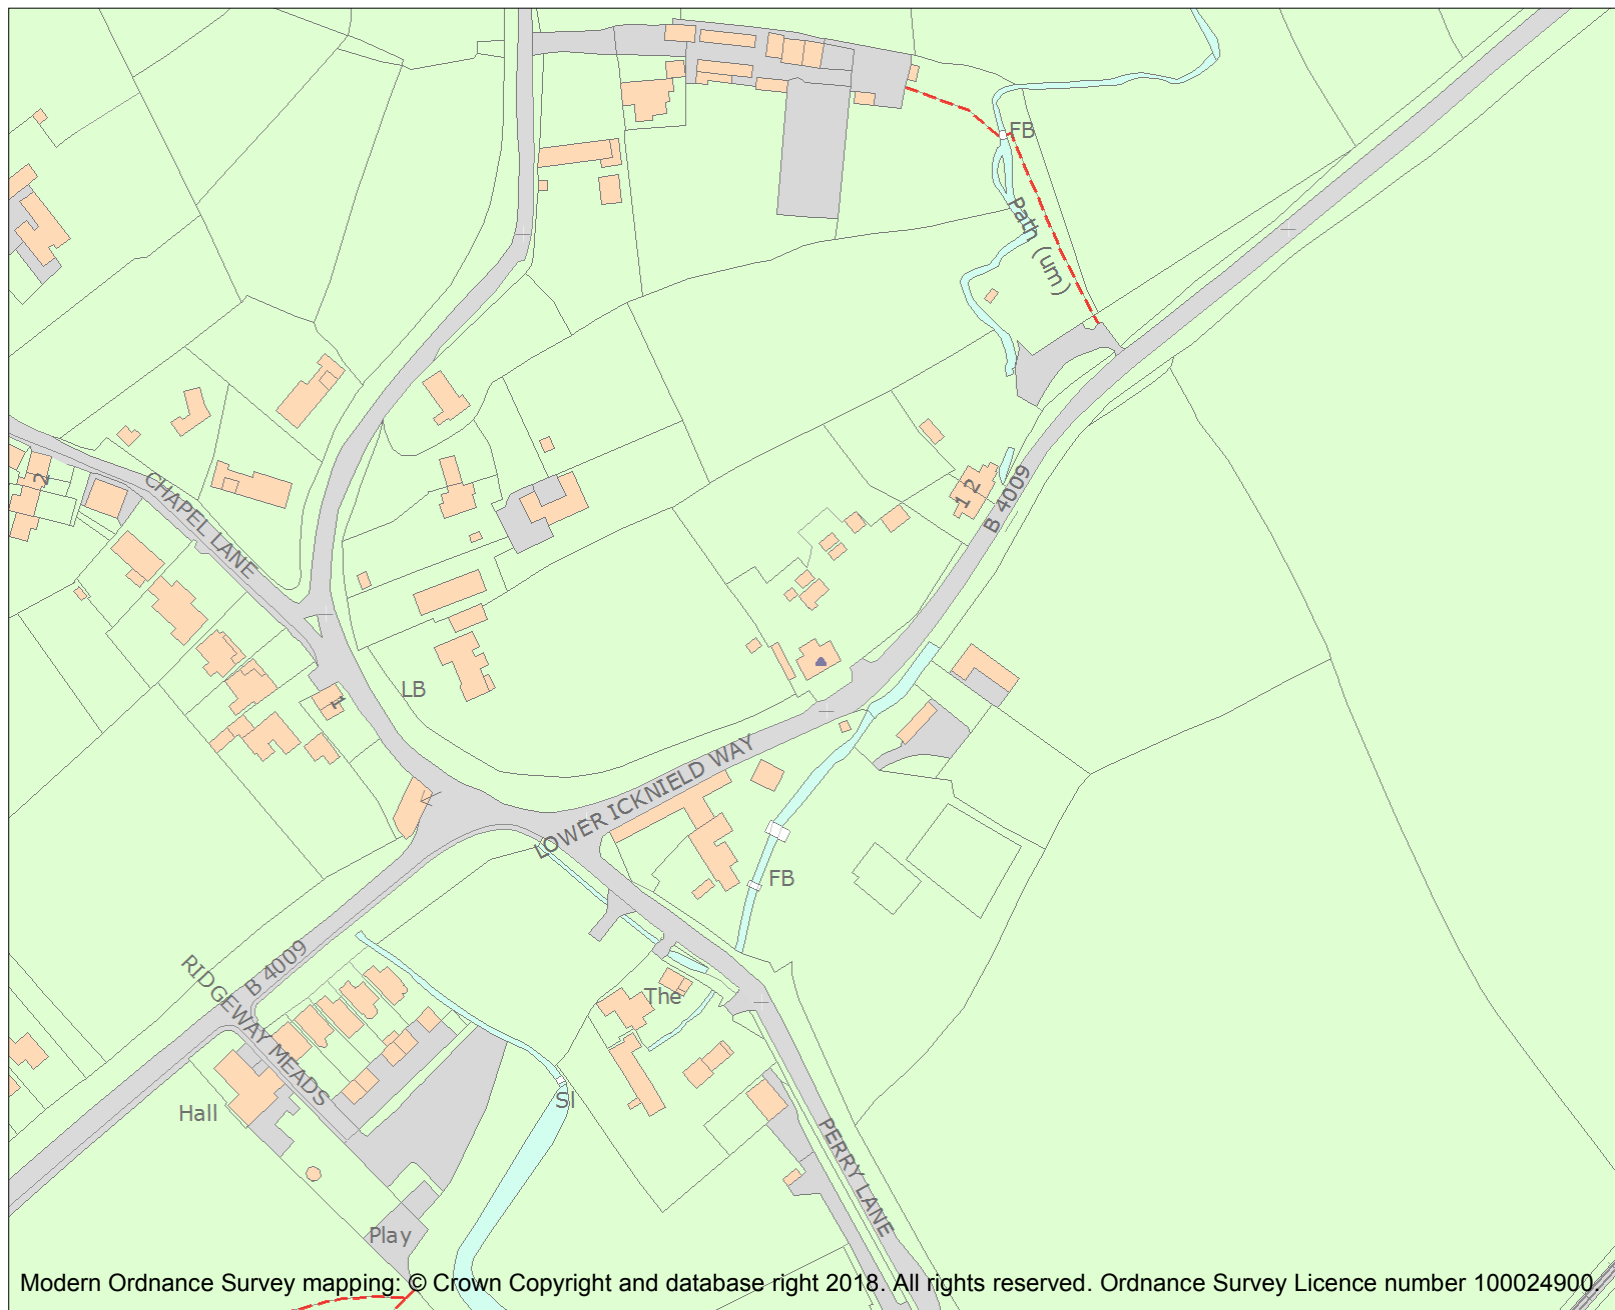 FB
Path (um)
2
CHAPEL LANE
1 2
B 4009
LB
1
LOWER ICKNIELD WAY
FB
B 4009
RIDGEWAY MEADS
The
Hall
Sl
PERRY LANE
Play
Modern Ordnance Survey mapping: © Crown Copyright and database right 2018. All rights reserved. Ordnance Survey Licence number 100024900.